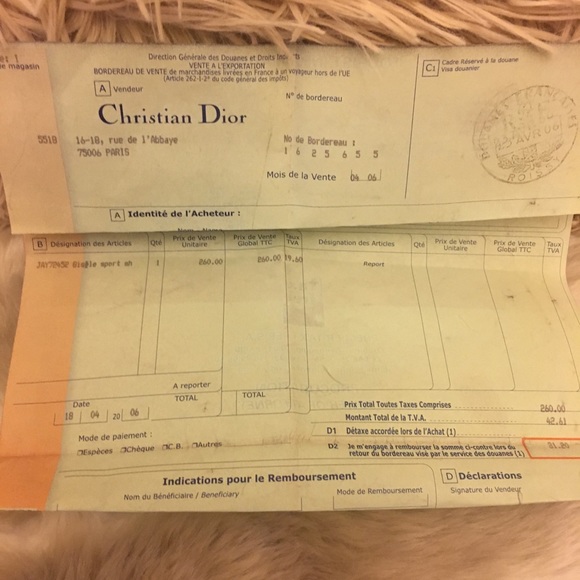 magasin
Direction Générale des Douanes et Droits
VENTE A L'EXPORTATION
BORDEREAU DE VENTE de marchandises livrées en France à un voyageur hors de l'UE
(Article 262-I-2° du code général des impôts)
A Vendeur
N° de bordereau
C1 Cadre Réservé à la douane
Visa douanier
Christian Dior
5518 16-18, rue de l'Abbaye
75006 PARIS
No de Bordereau :
1 6 2 5 6 5 5
Mois de la Vente 04 06
DOUANES FRANÇAISES
AVR 06
ROISSY
A Identité de l'Acheteur :
B Désignation des Articles Qté Prix de Vente Unitaire Prix de Vente Global TTC Taux TVA Désignation des Articles Qté Prix de Vente Unitaire Prix de Vente Global TTC Taux TVA
1 260.00 260.00 19.60
Report
A reporter
TOTAL TOTAL
Date
18 04 20 06
Prix Total Toutes Taxes Comprises 260.00
Montant Total de la T.V.A. 42.61
Mode de paiement :
Espèces Chèque C.B. Autres
D1 Détaxe accordée lors de l'Achat (1)
D2 Je m'engage à rembourser la somme ci-contre lors du
retour du bordereau visé par le service des douanes (1)
Indications pour le Remboursement
D Déclarations
Nom du Bénéficiaire / Beneficiary
Mode de Remboursement
Signature du Vendeur